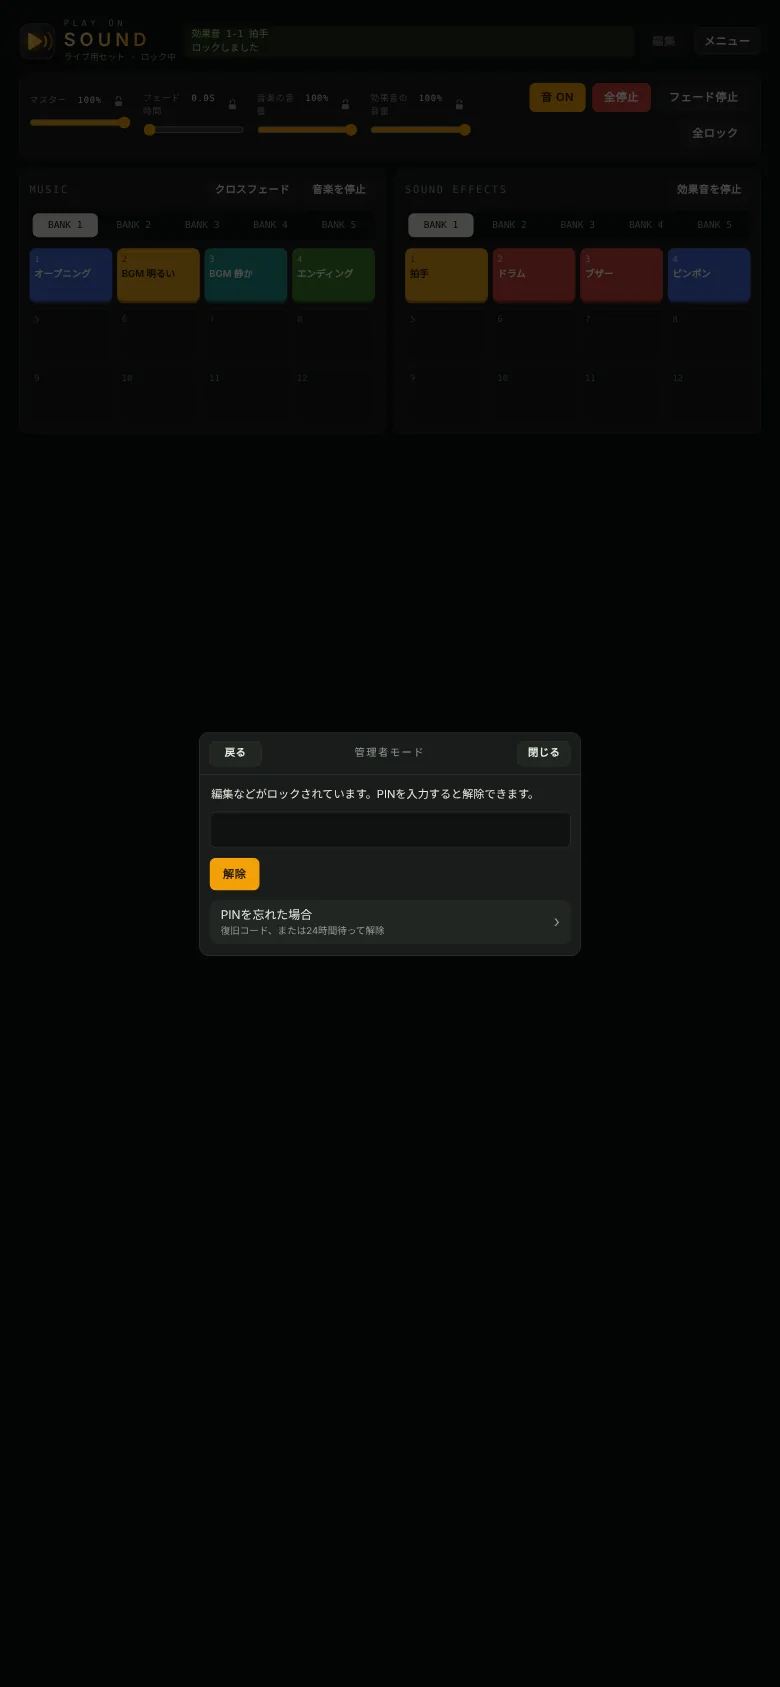 PLAY ON
SOUND
ライブ用セット · ロック中
効果音 1-1 拍手
ロックしました
編集
メニュー
マスター 100%
フェード時間 0.0S
音楽の音量 100%
効果音の音量 100%
音 ON
全停止
フェード停止
全ロック
MUSIC
クロスフェード
音楽を停止
BANK 1
BANK 2
BANK 3
BANK 4
BANK 5
1
オープニング
2
BGM 明るい
3
BGM 静か
4
エンディング
5
6
7
8
9
10
11
12
SOUND EFFECTS
効果音を停止
BANK 1
BANK 2
BANK 3
BANK 4
BANK 5
1
拍手
2
ドラム
3
ブザー
4
ピンポン
5
6
7
8
9
10
11
12
戻る
管理者モード
閉じる
編集などがロックされています。PINを入力すると解除できます。
解除
PINを忘れた場合
復旧コード、または24時間待って解除
›